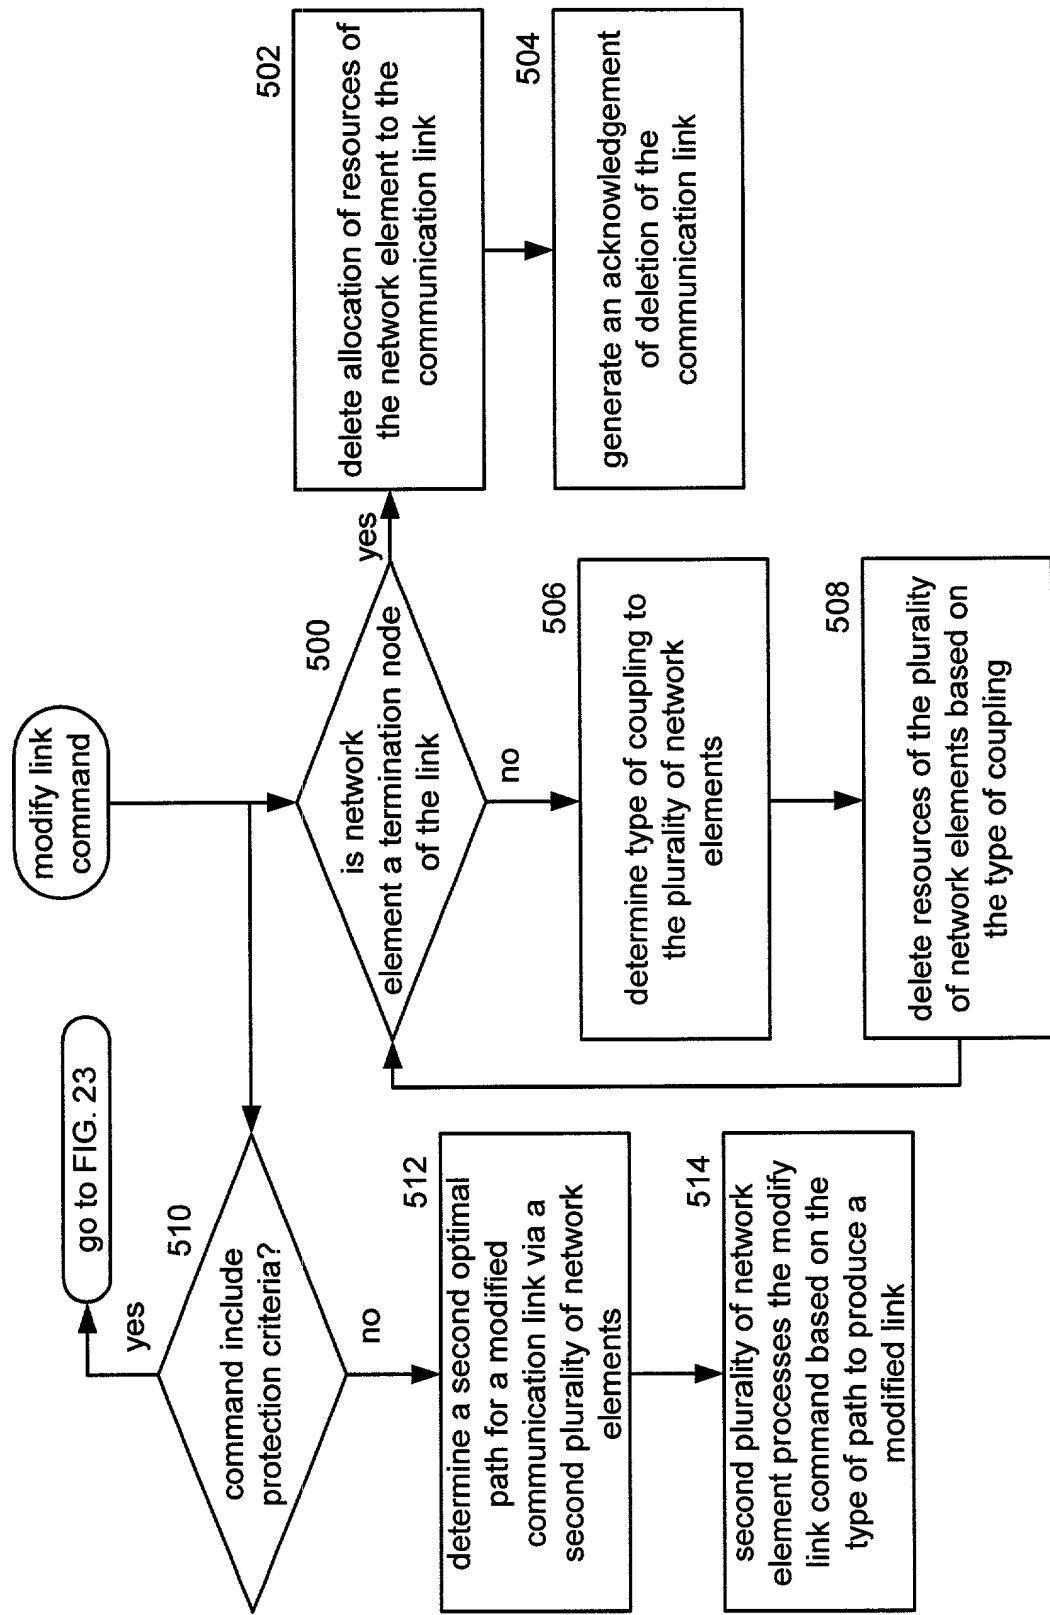 modify link
command
go to FIG. 23
yes
510
command include
protection criteria?
no
512
determine a second optimal
path for a modified
communication link via a
second plurality of network
elements
514
second plurality of network
element processes the modify
link command based on the
type of path to produce a
modified link
500
is network
element a termination node
of the link
yes
no
502
delete allocation of resources of
the network element to the
communication link
504
generate an acknowledgement
of deletion of the
communication link
506
determine type of coupling to
the plurality of network
elements
508
delete resources of the plurality
of network elements based on
the type of coupling